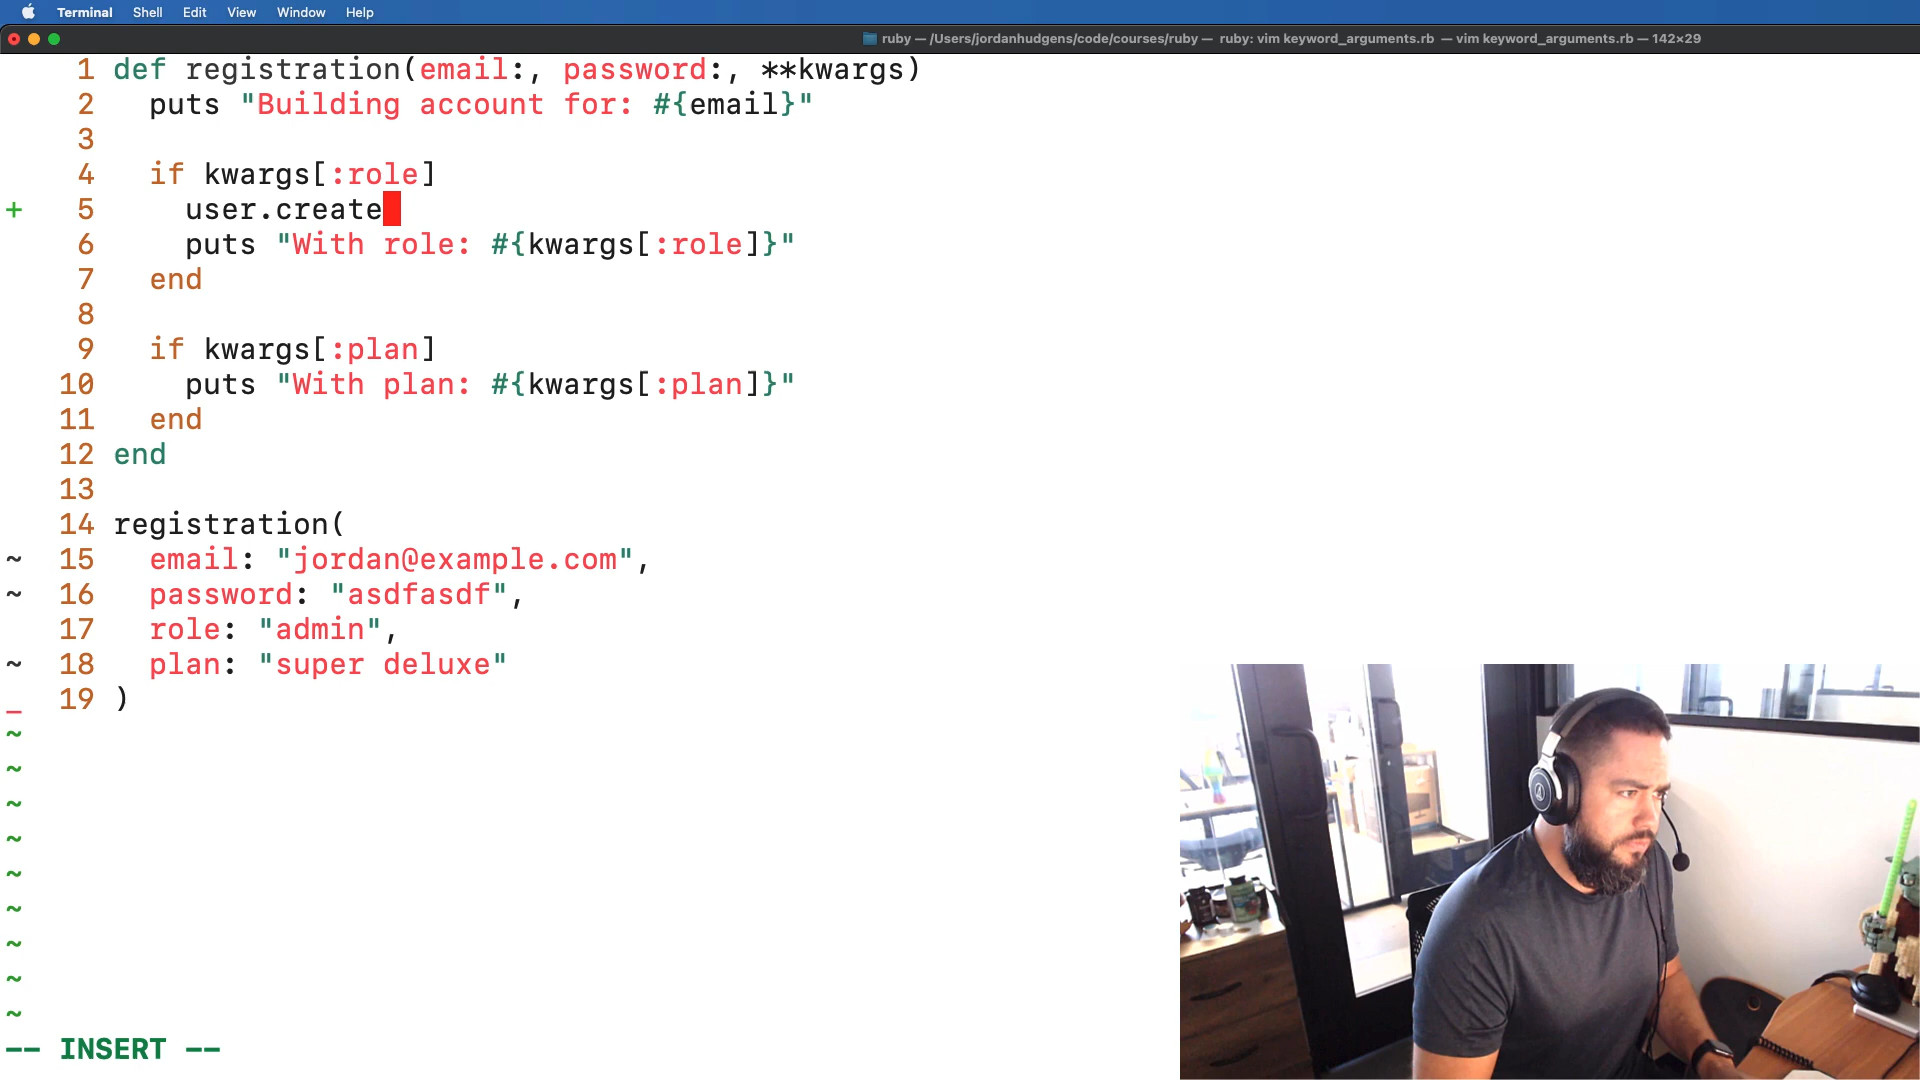 Terminal Shell Edit View Window Help
ruby — /Users/jordanhudgens/code/courses/ruby — ruby: vim keyword_arguments.rb — vim keyword_arguments.rb — 142×29
1 def registration(email:, password:, **kwargs)
2   puts "Building account for: #{email}"
3
4   if kwargs[:role]
+ 5     user.create
6     puts "With role: #{kwargs[:role]}"
7   end
8
9   if kwargs[:plan]
10     puts "With plan: #{kwargs[:plan]}"
11   end
12 end
13
14 registration(
~ 15   email: "jordan@example.com",
~ 16   password: "asdfasdf",
17   role: "admin",
~ 18   plan: "super deluxe"
_ 19 )
~
~
~
~
~
~
~
~
~
-- INSERT --